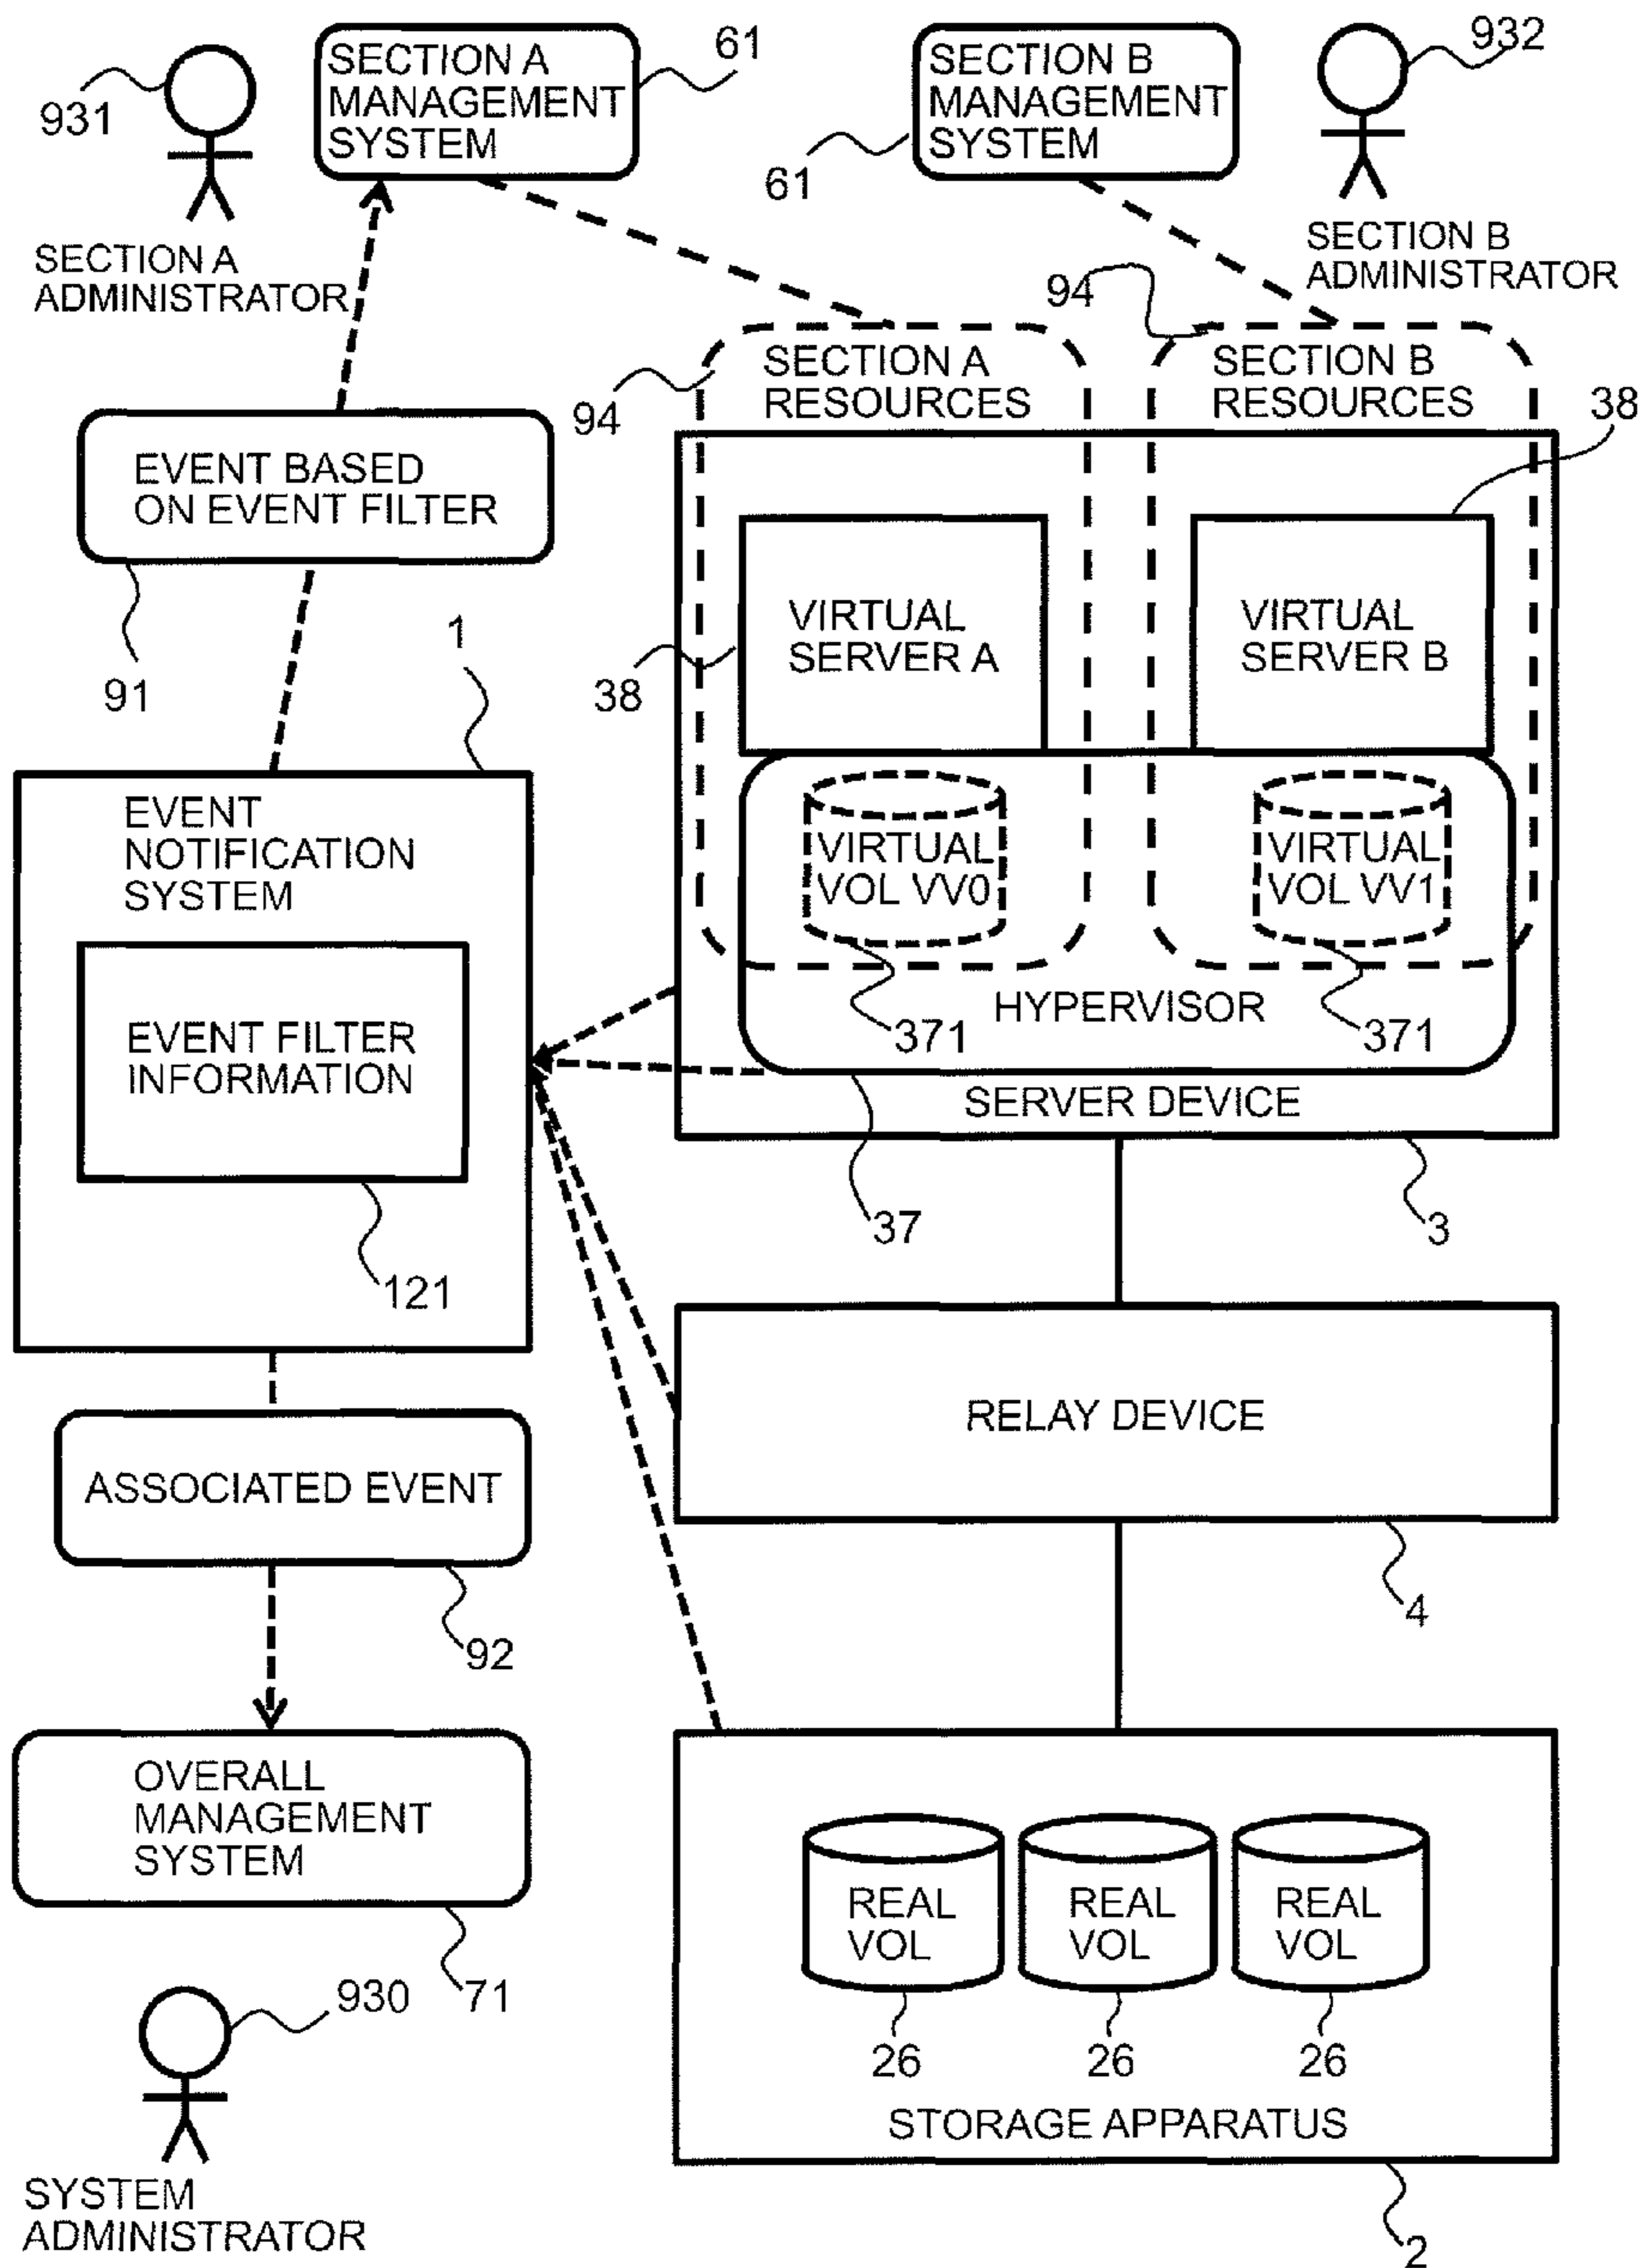 931
SECTION A
MANAGEMENT
SYSTEM
61
SECTION B
MANAGEMENT
SYSTEM
61
932
SECTION A
ADMINISTRATOR
SECTION B
ADMINISTRATOR
94
SECTION A
RESOURCES
94
SECTION B
RESOURCES
38
EVENT BASED
ON EVENT FILTER
91
1
VIRTUAL
SERVER A
38
VIRTUAL
SERVER B
EVENT
NOTIFICATION
SYSTEM
VIRTUAL
VOL VV0
VIRTUAL
VOL VV1
371
371
HYPERVISOR
EVENT FILTER
INFORMATION
121
SERVER DEVICE
37
3
RELAY DEVICE
4
ASSOCIATED EVENT
92
OVERALL
MANAGEMENT
SYSTEM
71
REAL
VOL
REAL
VOL
REAL
VOL
26
26
26
STORAGE APPARATUS
2
930
SYSTEM
ADMINISTRATOR